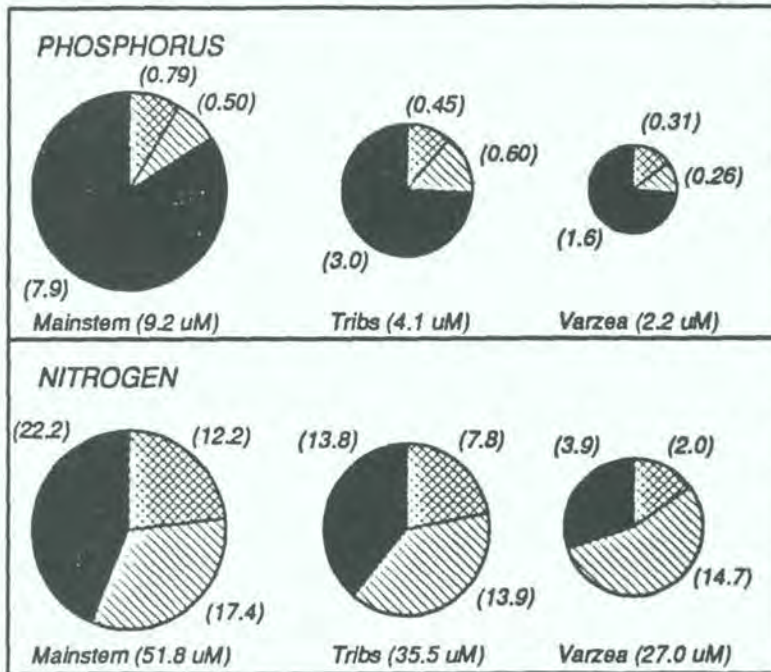 PHOSPHORUS
(0.79)
(0.50)
(7.9)
Mainstem (9.2 uM)
(0.45)
(0.60)
(3.0)
Tribs (4.1 uM)
(0.31)
(0.26)
(1.6)
Varzea (2.2 uM)
NITROGEN
(22.2)
(12.2)
(17.4)
Mainstem (51.8 uM)
(13.8)
(7.8)
(13.9)
Tribs (35.5 uM)
(3.9)
(2.0)
(14.7)
Varzea (27.0 uM)